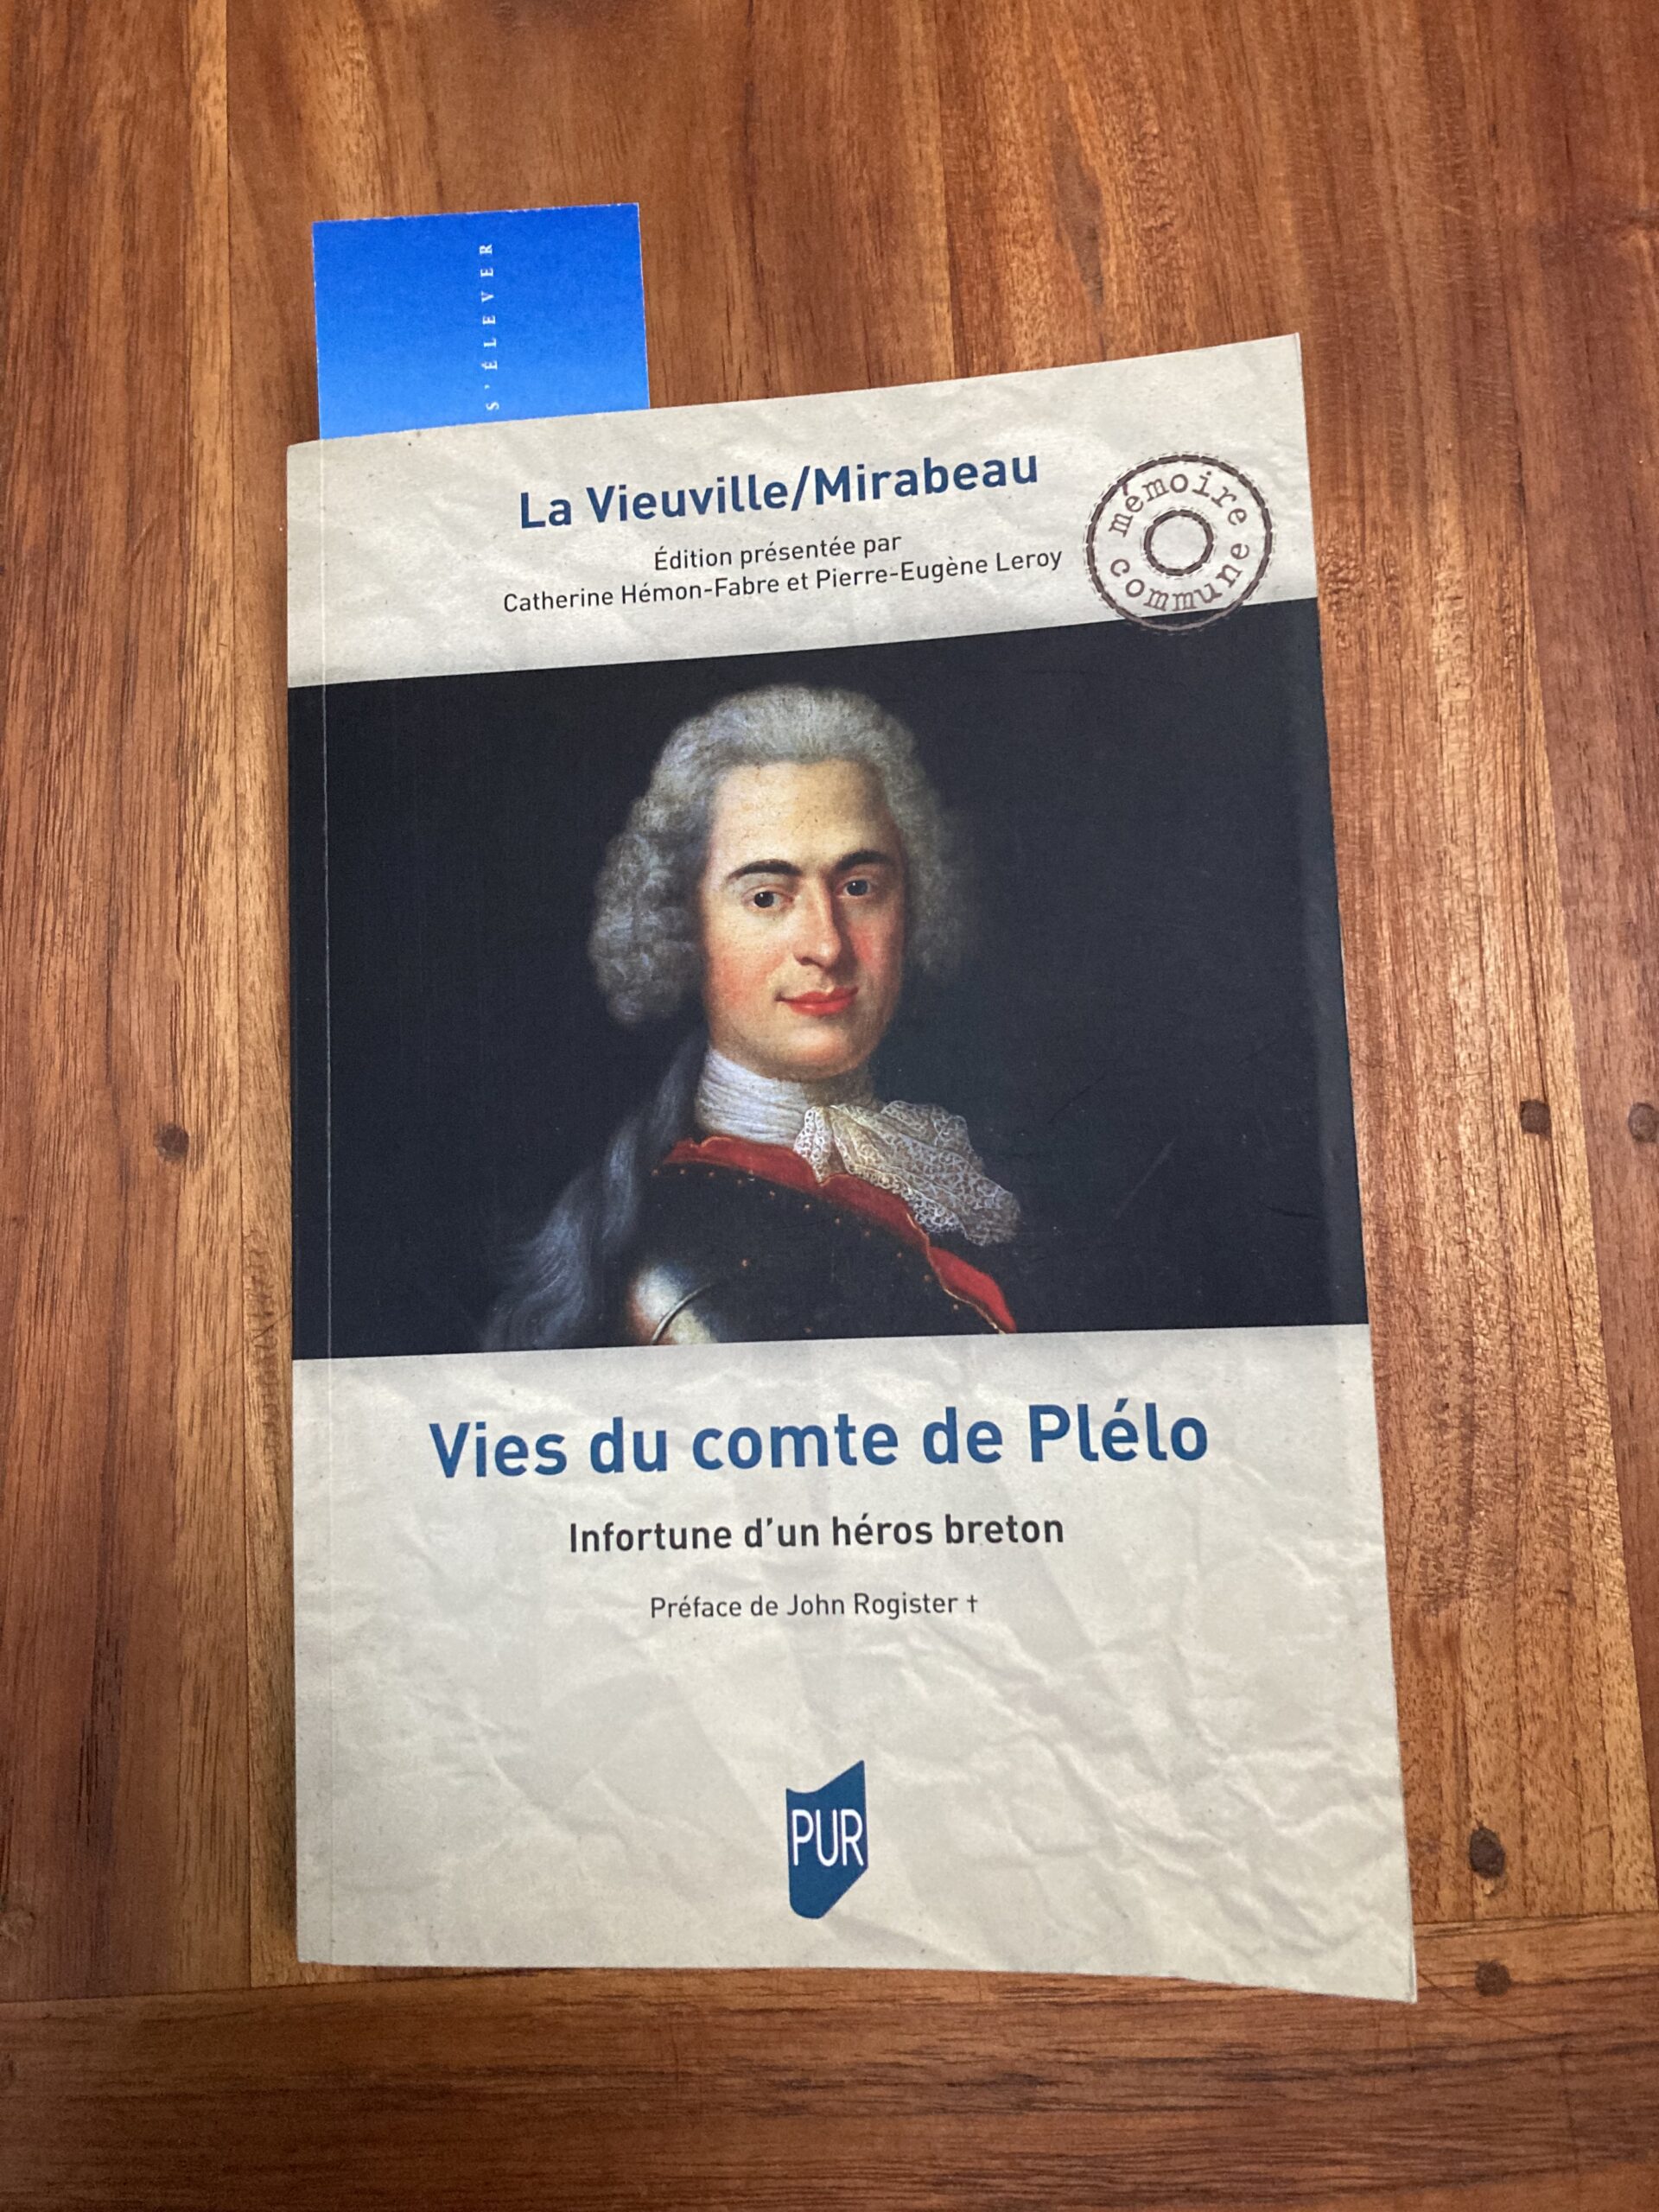 S'ÉLEVER
La Vieuville/Mirabeau
Édition présentée par
Catherine Hémon-Fabre et Pierre-Eugène Leroy
mémoire
commune
Vies du comte de Plélo
Infortune d'un héros breton
Préface de John Rogister †
PUR